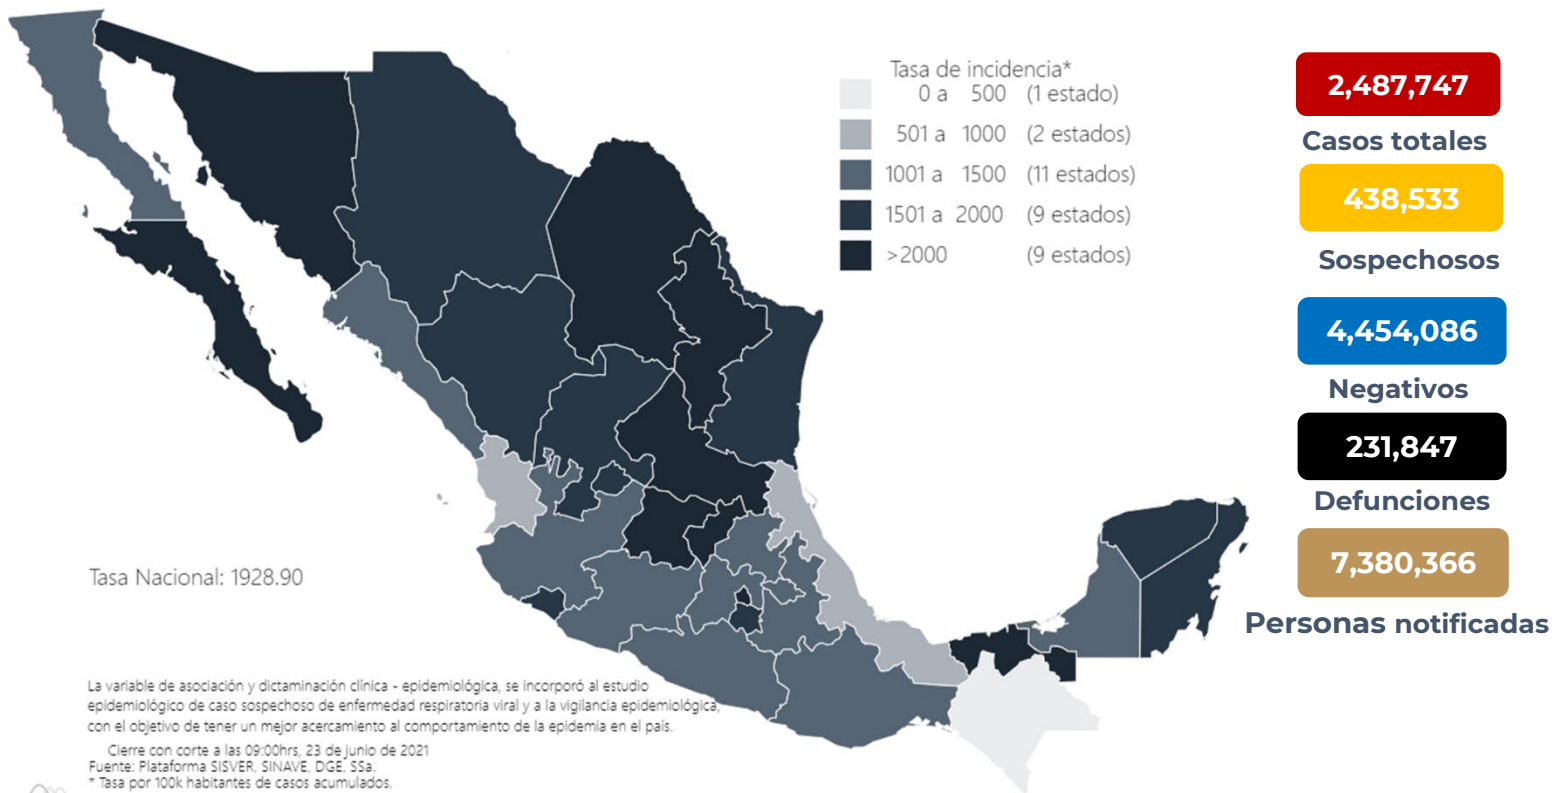 Tasa de incidencia*
0 a 500 (1 estado)
501 a 1000 (2 estados)
1001 a 1500 (11 estados)
1501 a 2000 (9 estados)
>2000 (9 estados)
2,487,747
Casos totales
438,533
Sospechosos
4,454,086
Negativos
231,847
Defunciones
7,380,366
Personas notificadas
Tasa Nacional: 1928.90
La variable de asociación y dictaminación clínica - epidemiológica, se incorporó al estudio
epidemiológico de caso sospechoso de enfermedad respiratoria viral y a la vigilancia epidemiológica,
con el objetivo de tener un mejor acercamiento al comportamiento de la epidemia en el país.
Cierre con corte a las 09:00hrs, 23 de junio de 2021
Fuente: Plataforma SISVER, SINAVE, DGE, SSa.
* Tasa por 100k habitantes de casos acumulados.